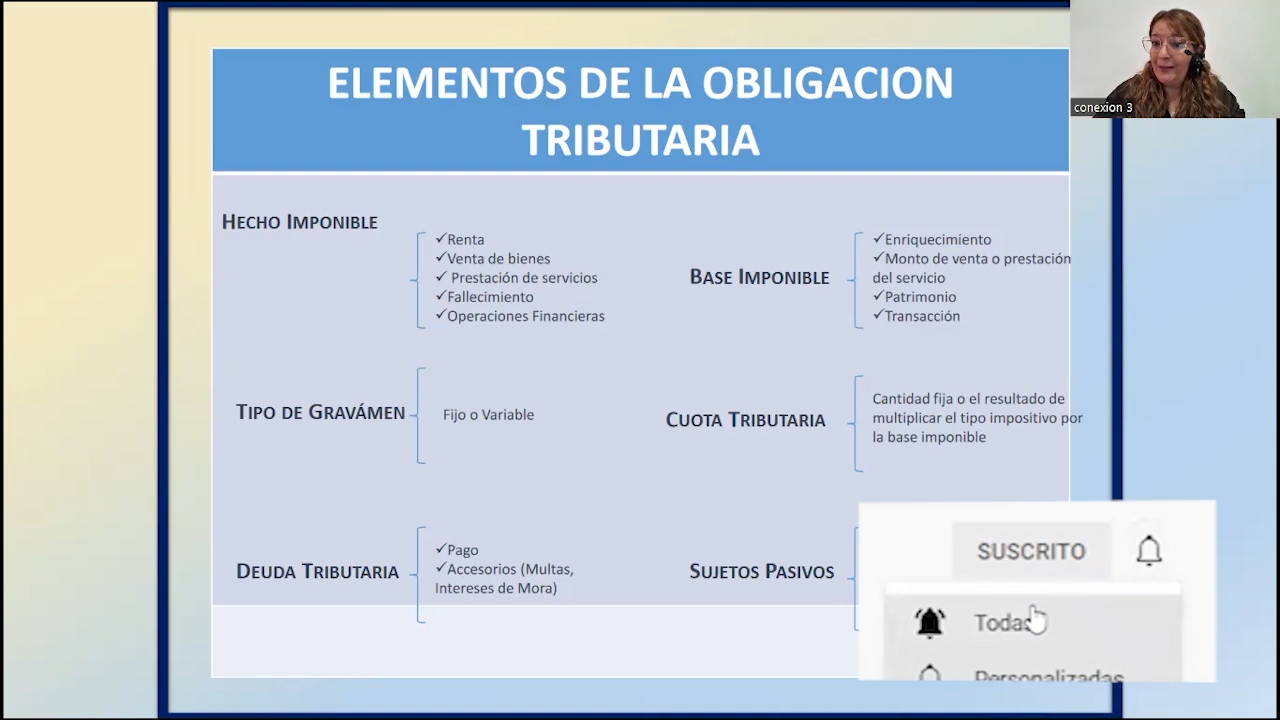 ELEMENTOS DE LA OBLIGACION
TRIBUTARIA
conexion 3
HECHO IMPONIBLE
✓Renta
✓Venta de bienes
✓ Prestación de servicios
✓Fallecimiento
✓Operaciones Financieras
BASE IMPONIBLE
✓Enriquecimiento
✓Monto de venta o prestación
del servicio
✓Patrimonio
✓Transacción
TIPO DE GRAVÁMEN
Fijo o Variable
CUOTA TRIBUTARIA
Cantidad fija o el resultado de
multiplicar el tipo impositivo por
la base imponible
DEUDA TRIBUTARIA
✓Pago
✓Accesorios (Multas,
Intereses de Mora)
SUJETOS PASIVOS
SUSCRITO
Todas
Personalizadas